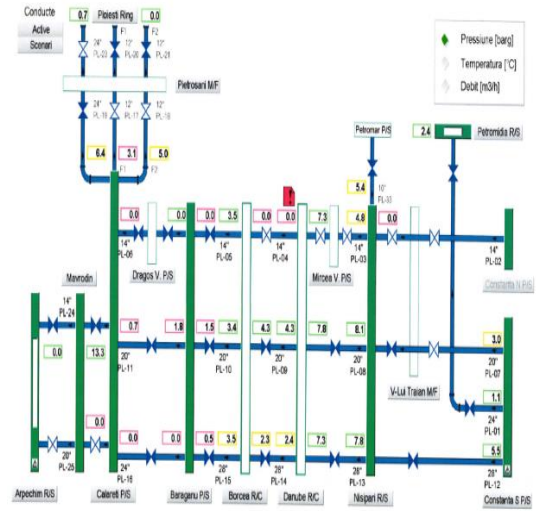 Conducte
0.7
Ploiesti Ring
0.0
Active
Scenarii
F1
F2
24"
12"
12"
PL-20
PL-21
Pietrosani M/F
24"
12"
12"
PL-17
PL-18
6.4
3.1
5.0
F1
F2
Pressiune [barg]
Temperatura [°C]
Debit [m3/h]
Petromar P/S
2.4
Petromidia R/S
5.4
10"
4.8
0.0
0.0
0.0
0.0
3.5
0.0
0.0
7.3
14"
PL-06
Dragos V. P/S
14"
PL-05
14"
PL-04
Mircea V. P/S
14"
PL-03
14"
PL-02
Constanta N P/S
Mavrodin
14"
PL-24
0.0
13.3
0.7
1.8
1.5
3.4
4.3
4.3
7.8
8.1
3.0
20"
PL-11
20"
PL-10
20"
PL-09
20"
PL-08
20"
PL-07
V-Lui Traian M/F
1.1
24"
PL-01
0.0
0.0
0.0
0.5
3.5
2.3
2.4
7.3
7.8
5.5
20"
PL-25
24"
PL-16
28"
PL-15
28"
PL-14
28"
PL-13
28"
PL-12
Arpechim R/S
Calareti P/S
Baraganu P/S
Borcea R/C
Danube R/C
Nisipari R/S
Constanta S P/S